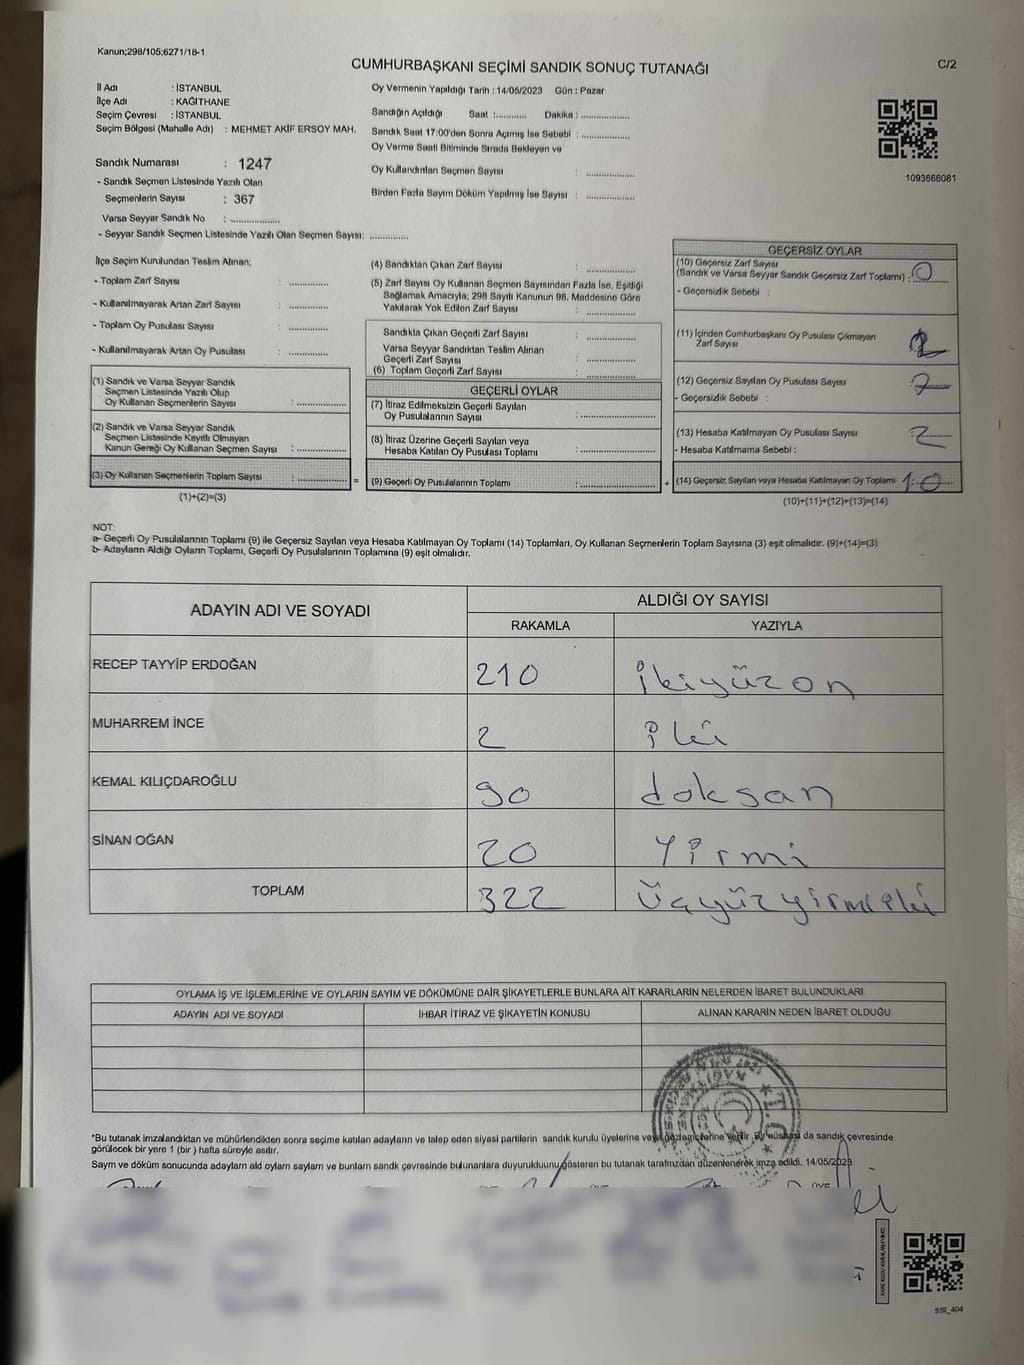 Kanun;298/105;6271/18-1
CUMHURBAŞKANI SEÇİMİ SANDIK SONUÇ TUTANAĞI
C/2
İl Adı : İSTANBUL
İlçe Adı : KAĞITHANE
Seçim Çevresi : İSTANBUL
Seçim Bölgesi (Mahalle Adı) : MEHMET AKİF ERSOY MAH.
Sandık Numarası : 1247
- Sandık Seçmen Listesinde Yazılı Olan
Seçmenlerin Sayısı : 367
Varsa Seyyar Sandık No : ................
- Seyyar Sandık Seçmen Listesinde Yazılı Olan Seçmen Sayısı: ............
Oy Vermenin Yapıldığı Tarih : 14/05/2023 Gün : Pazar
Sandığın Açıldığı Saat :............ Dakika : ................
Sandık Saat 17:00'den Sonra Açımış İse Sebebi : ................
Oy Verme Saati Bitiminde Sırada Bekleyen ve
Oy Kullandırılan Seçmen Sayısı : ................
Birden Fazla Sayım Döküm Yapılmış İse Sayısı : ................
1093666081
İlçe Seçim Kurulundan Teslim Alınan;
- Toplam Zarf Sayısı : ............
- Kullanılmayarak Artan Zarf Sayısı : ............
- Toplam Oy Pusulası Sayısı : ............
- Kullanılmayarak Artan Oy Pusulası : ............
(1) Sandık ve Varsa Seyyar Sandık
Seçmen Listesinde Yazılı Olup
Oy Kullanan Seçmenlerin Sayısı : ................
(2) Sandık ve Varsa Seyyar Sandık
Seçmen Listesinde Kayıtlı Olmayan
Kanun Gereği Oy Kullanan Seçmen Sayısı : ................
(3) Oy Kullanan Seçmenlerin Toplam Sayısı : ................ =
(1)+(2)=(3)
(4) Sandıktan Çıkan Zarf Sayısı : ................
(5) Zarf Sayısı Oy Kullanan Seçmen Sayısından Fazla İse, Eşitliği
Sağlamak Amacıyla; 298 Sayılı Kanunun 98. Maddesine Göre
Yakılarak Yok Edilen Zarf Sayısı : ................
Sandıkta Çıkan Geçerli Zarf Sayısı : ................
Varsa Seyyar Sandıktan Teslim Alınan
Geçerli Zarf Sayısı : ................
(6) Toplam Geçerli Zarf Sayısı : ................
GEÇERLİ OYLAR
(7) İtiraz Edilmeksizin Geçerli Sayılan
Oy Pusulalarının Sayısı : ................
(8) İtiraz Üzerine Geçerli Sayılan veya
Hesaba Katılan Oy Pusulası Toplamı : ................
(9) Geçerli Oy Pusulalarının Toplamı : ................ +
GEÇERSİZ OYLAR
(10) Geçersiz Zarf Sayısı
(Sandık ve Varsa Seyyar Sandık Geçersiz Zarf Toplamı) : 0
- Geçersizlik Sebebi :
(11) İçinden Cumhurbaşkanı Oy Pusulası Çıkmayan
Zarf Sayısı
(12) Geçersiz Sayılan Oy Pusulası Sayısı
- Geçersizlik Sebebi :
(13) Hesaba Katılmayan Oy Pusulası Sayısı 2
- Hesaba Katılmama Sebebi :
(14) Geçersiz Sayılan veya Hesaba Katılmayan Oy Toplamı 10
(10)+(11)+(12)+(13)=(14)
NOT:
a- Geçerli Oy Pusulalarının Toplamı (9) ile Geçersiz Sayılan veya Hesaba Katılmayan Oy Toplamı (14) Toplamları, Oy Kullanan Seçmenlerin Toplam Sayısına (3) eşit olmalıdır. (9)+(14)=(3)
b- Adayların Aldığı Oyların Toplamı, Geçerli Oy Pusulalarının Toplamına (9) eşit olmalıdır.
ADAYIN ADI VE SOYADI
ALDIĞI OY SAYISI
RAKAMLA YAZIYLA
RECEP TAYYİP ERDOĞAN 210 ikiyüzon
MUHARREM İNCE 2 iki
KEMAL KILIÇDAROĞLU 90 doksan
SİNAN OĞAN 20 Yirmi
TOPLAM 322 Üçyüzyirmiiki
OYLAMA İŞ VE İŞLEMLERİNE VE OYLARIN SAYIM VE DÖKÜMÜNE DAİR ŞİKAYETLERLE BUNLARA AİT KARARLARIN NELERDEN İBARET BULUNDUKLARI
ADAYIN ADI VE SOYADI İHBAR İTİRAZ VE ŞİKAYETİN KONUSU ALINAN KARARIN NEDEN İBARET OLDUĞU
T.C.
*Bu tutanak imzalandıktan ve mühürlendikten sonra seçime katılan adayların ve talep eden siyasi partilerin sandık kurulu üyelerine veya gözlemcilerine verilir. Bir nüshası da sandık çevresinde
görülecek bir yere 1 (bir ) hafta süreyle asılır.
Sayım ve döküm sonucunda adayların ald oyların sayların ve bunların sandk çevresinde bulunanlara duyurulduunu gösteren bu tutanak tarafmzdan düzenlenerek imza edildi. 14/05/2023
SSI_404